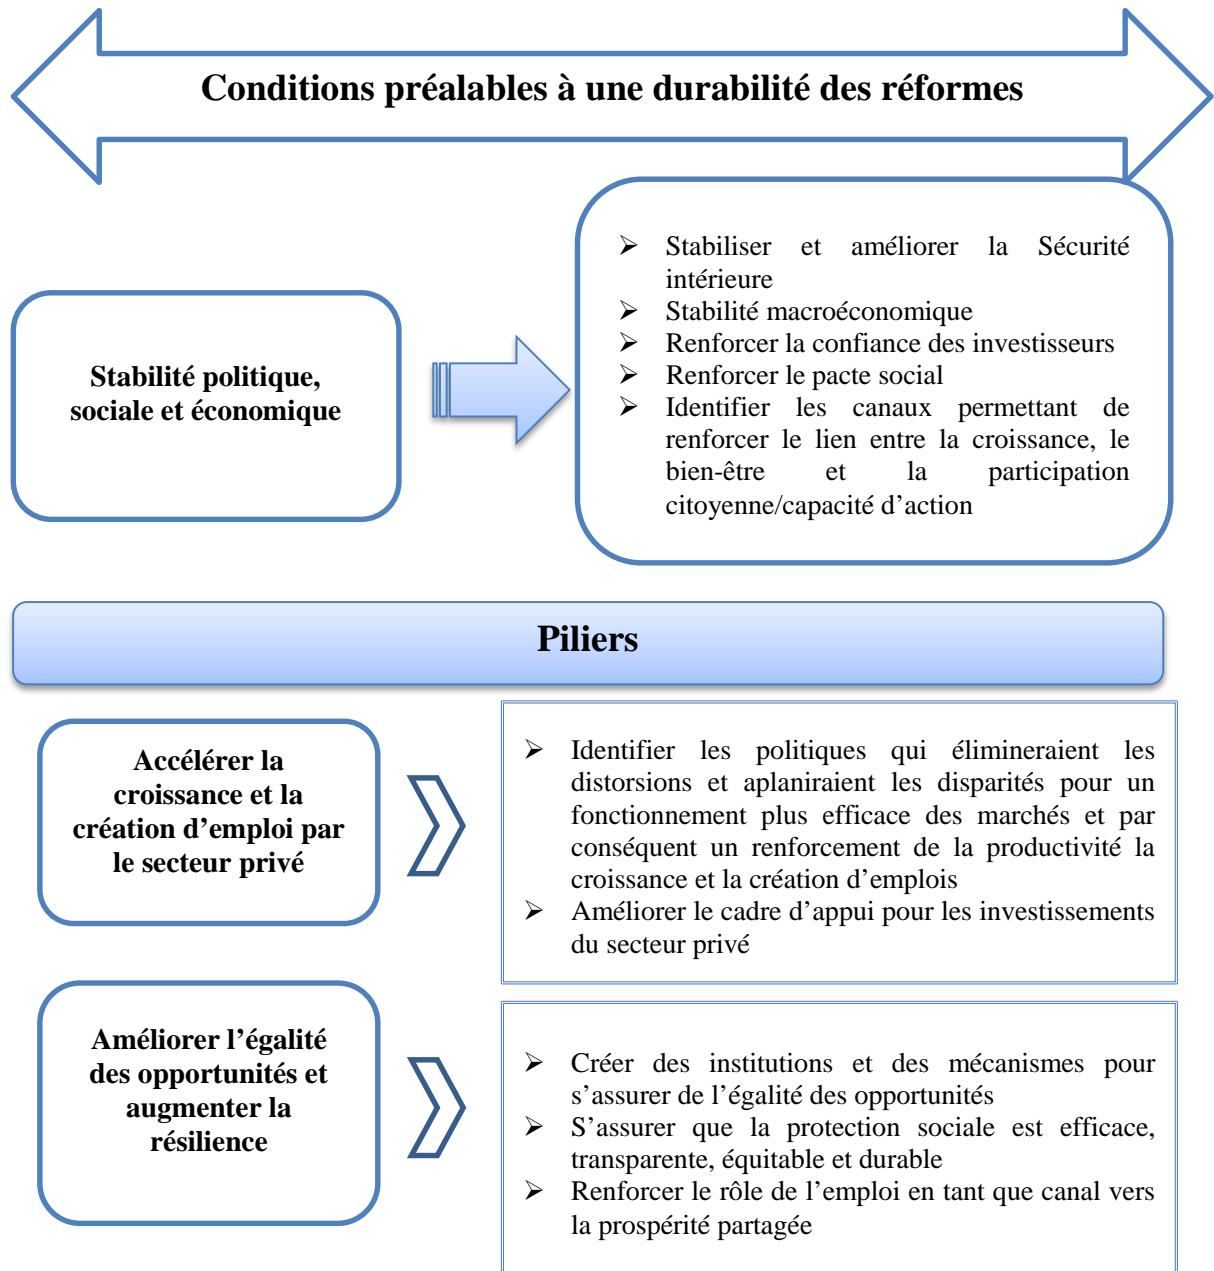 Conditions préalables à une durabilité des réformes
Stabilité politique,
sociale et économique
➢ Stabiliser et améliorer la Sécurité
intérieure
➢ Stabilité macroéconomique
➢ Renforcer la confiance des investisseurs
➢ Renforcer le pacte social
➢ Identifier les canaux permettant de
renforcer le lien entre la croissance, le
bien-être et la participation
citoyenne/capacité d’action
Piliers
Accélérer la
croissance et la
création d’emploi par
le secteur privé
➢ Identifier les politiques qui élimineraient les
distorsions et aplaniraient les disparités pour un
fonctionnement plus efficace des marchés et par
conséquent un renforcement de la productivité la
croissance et la création d’emplois
➢ Améliorer le cadre d’appui pour les investissements
du secteur privé
Améliorer l’égalité
des opportunités et
augmenter la
résilience
➢ Créer des institutions et des mécanismes pour
s’assurer de l’égalité des opportunités
➢ S’assurer que la protection sociale est efficace,
transparente, équitable et durable
➢ Renforcer le rôle de l’emploi en tant que canal vers
la prospérité partagée